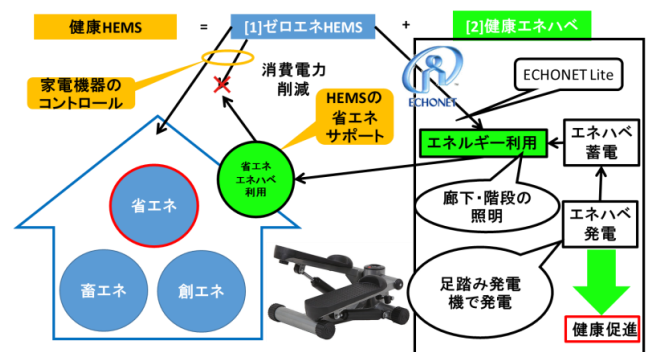 健康HEMS
=
[1]ゼロエネHEMS
+
[2]健康エネハベ
家電機器の
コントロール
消費電力
削減
HEMSの
省エネ
サポート
ECHONET
ECHONET Lite
エネルギー利用
エネハベ
蓄電
省エネ
エネハベ
利用
廊下・階段の
照明
エネハベ
発電
省エネ
畜エネ
創エネ
足踏み発電
機で発電
健康促進